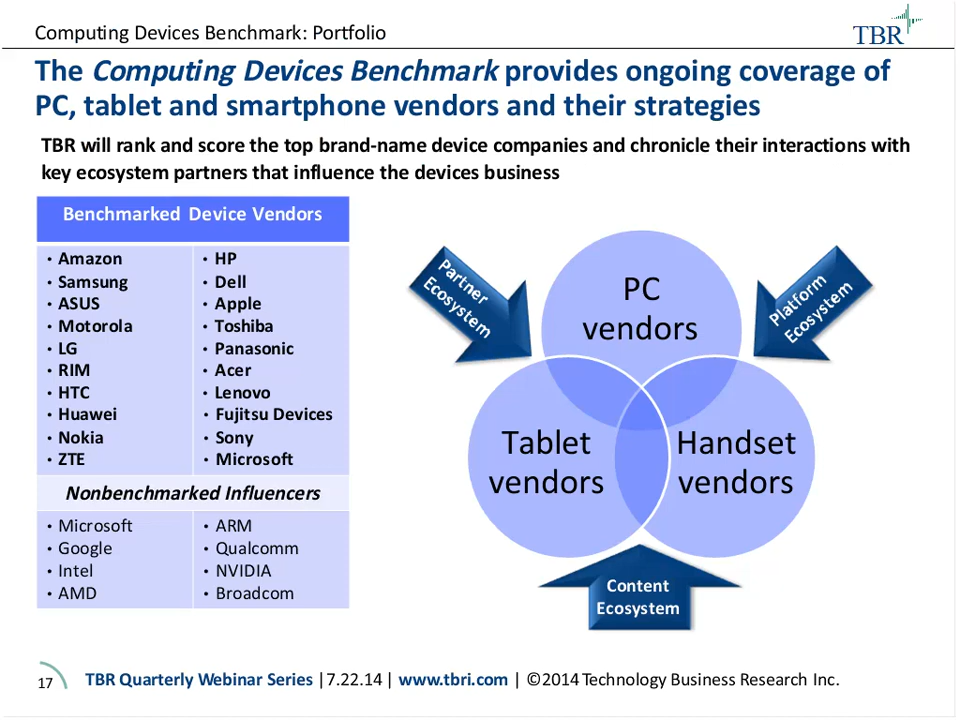 Computing Devices Benchmark: Portfolio
TBR
The Computing Devices Benchmark provides ongoing coverage of
PC, tablet and smartphone vendors and their strategies
TBR will rank and score the top brand-name device companies and chronicle their interactions with
key ecosystem partners that influence the devices business
Benchmarked Device Vendors
• Amazon
• Samsung
• ASUS
• Motorola
• LG
• RIM
• HTC
• Huawei
• Nokia
• ZTE
• HP
• Dell
• Apple
• Toshiba
• Panasonic
• Acer
• Lenovo
• Fujitsu Devices
• Sony
• Microsoft
Nonbenchmarked Influencers
• Microsoft
• Google
• Intel
• AMD
• ARM
• Qualcomm
• NVIDIA
• Broadcom
Partner
Ecosystem
PC
vendors
Platform
Ecosystem
Tablet
vendors
Handset
vendors
Content
Ecosystem
17
TBR Quarterly Webinar Series |7.22.14 | www.tbri.com | ©2014 Technology Business Research Inc.